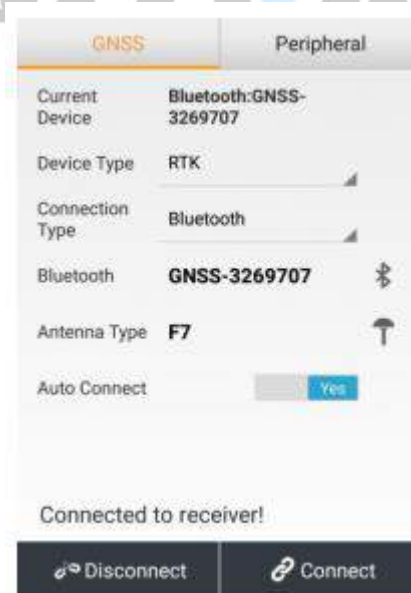 GNSS Peripheral
Current Bluetooth:GNSS-
Device 3269707
Device Type RTK
Connection
Type Bluetooth
Bluetooth GNSS-3269707
Antenna Type F7
Auto Connect Yes
Connected to receiver!
Disconnect Connect